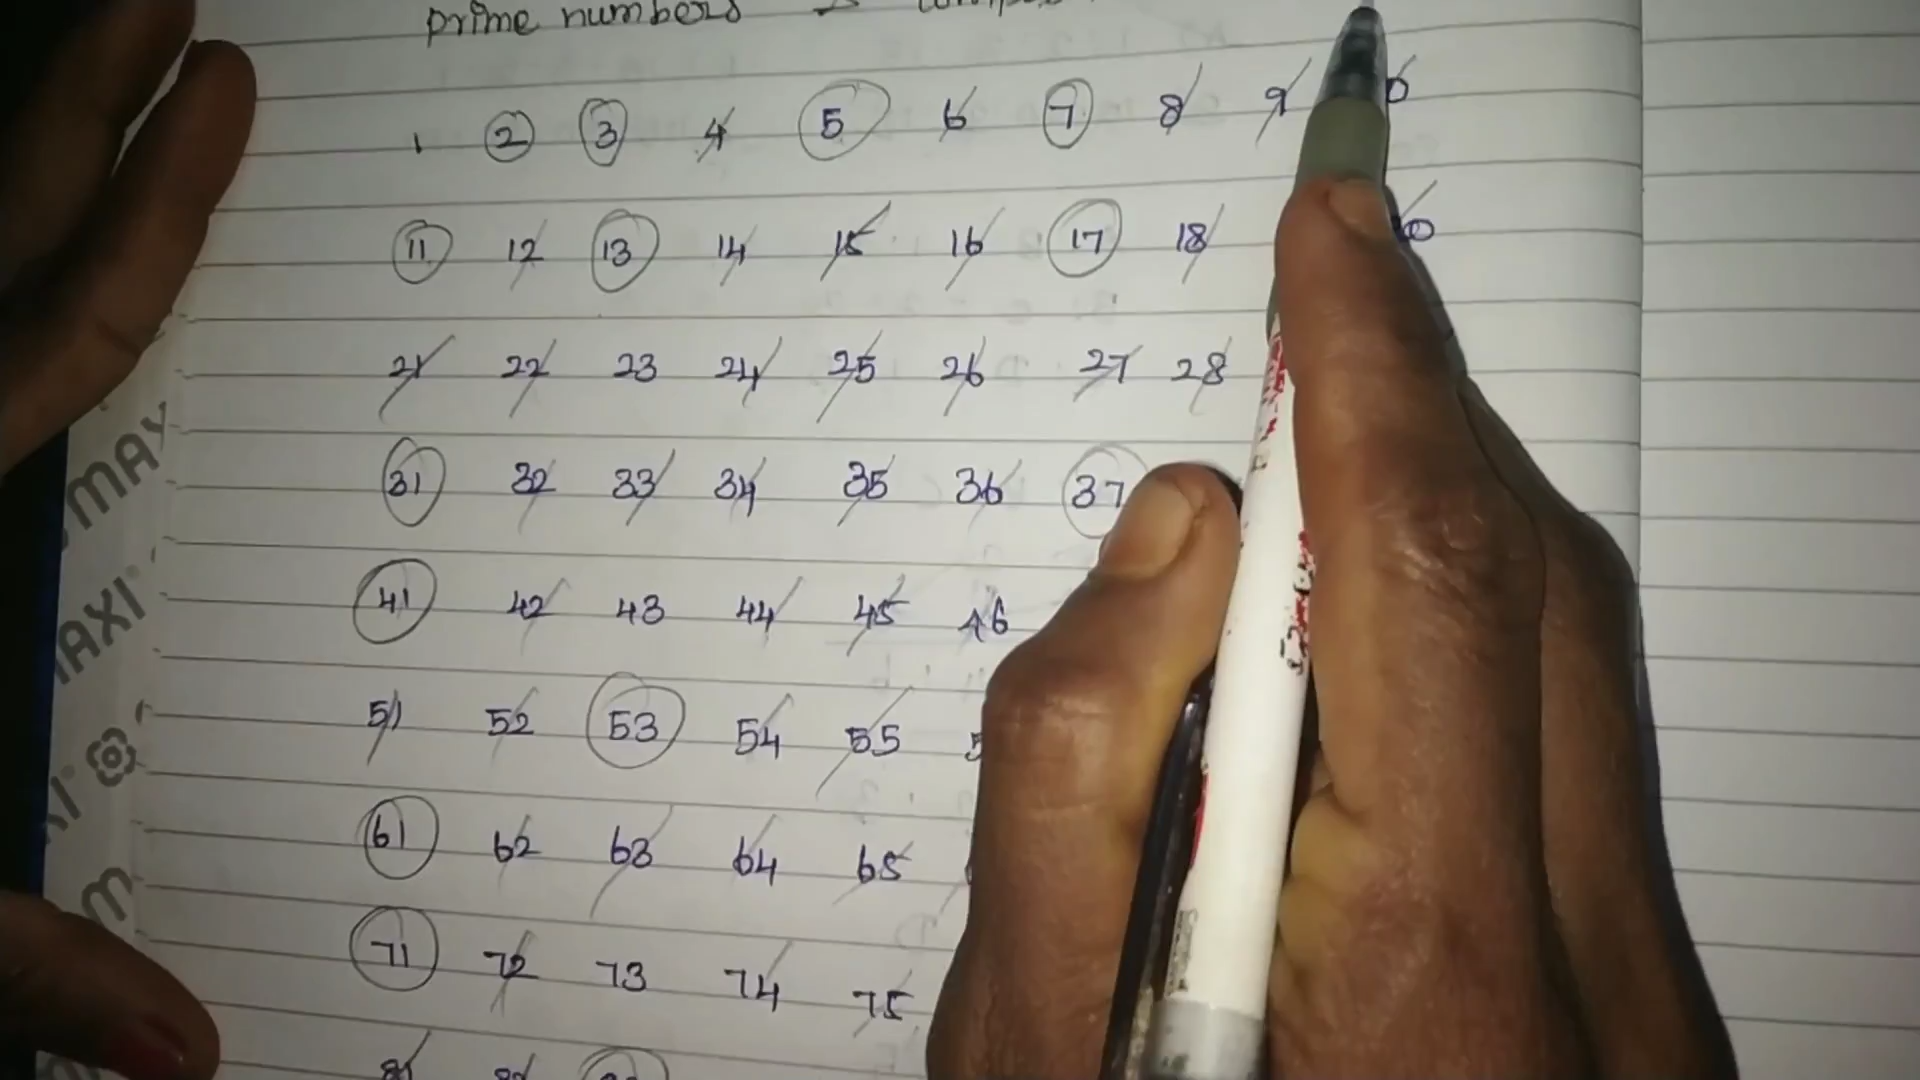 prime numbers
1 2 3 4 5 6 7 8 9
11 12 13 14 15 16 17 18
21 22 23 24 25 26 27 28
31 32 33 34 35 36 37
41 42 43 44 45 46
51 52 53 54 55
61 62 63 64 65
71 72 73 74 75
MAXI